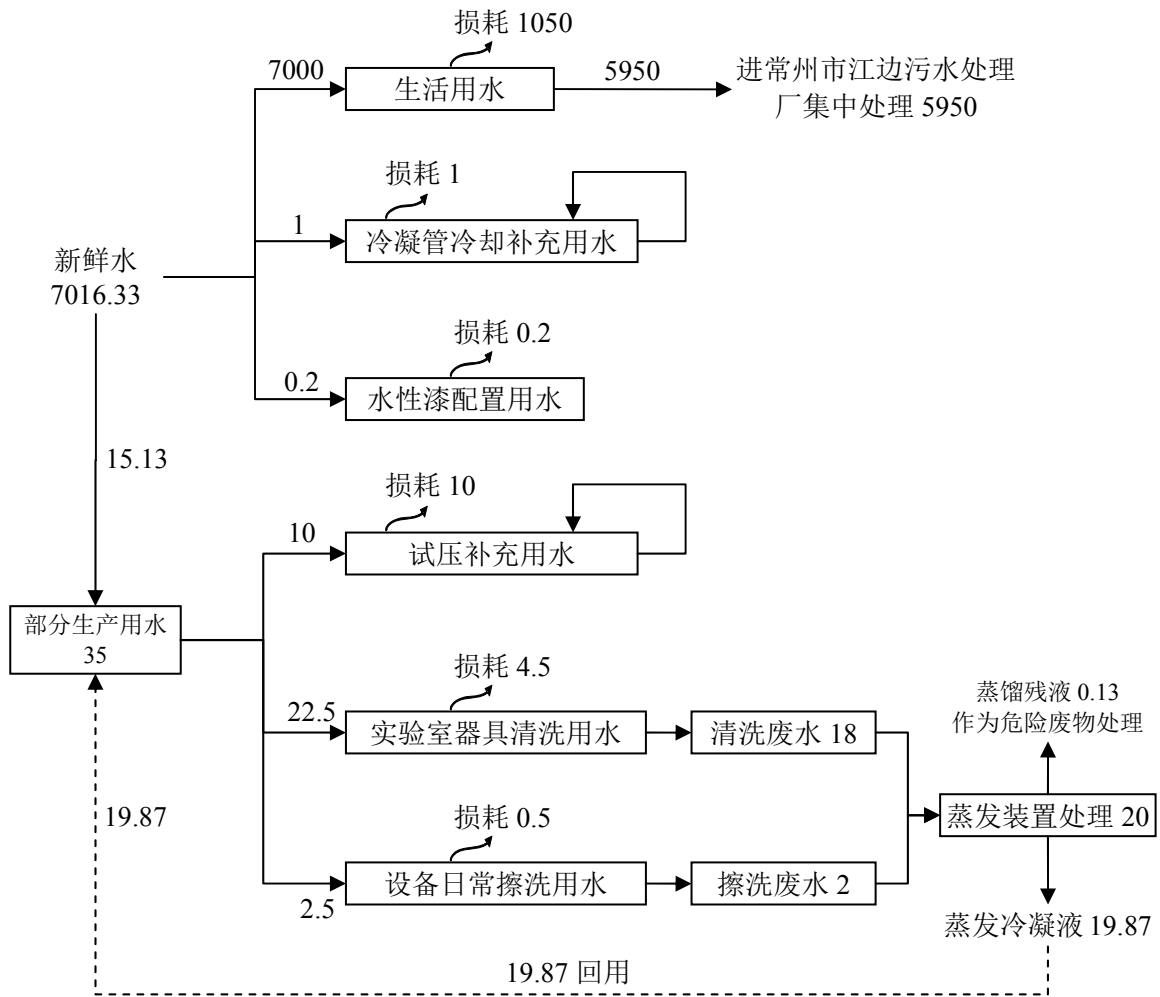 损耗 1050
7000
生活用水
5950
进常州市江边污水处理
厂集中处理 5950
损耗 1
1
冷凝管冷却补充用水
新鲜水
7016.33
损耗 0.2
0.2
水性漆配置用水
15.13
损耗 10
10
试压补充用水
部分生产用水
35
损耗 4.5
22.5
实验室器具清洗用水
清洗废水 18
蒸馏残液 0.13
作为危险废物处理
19.87
损耗 0.5
蒸发装置处理 20
2.5
设备日常擦洗用水
擦洗废水 2
蒸发冷凝液 19.87
19.87 回用